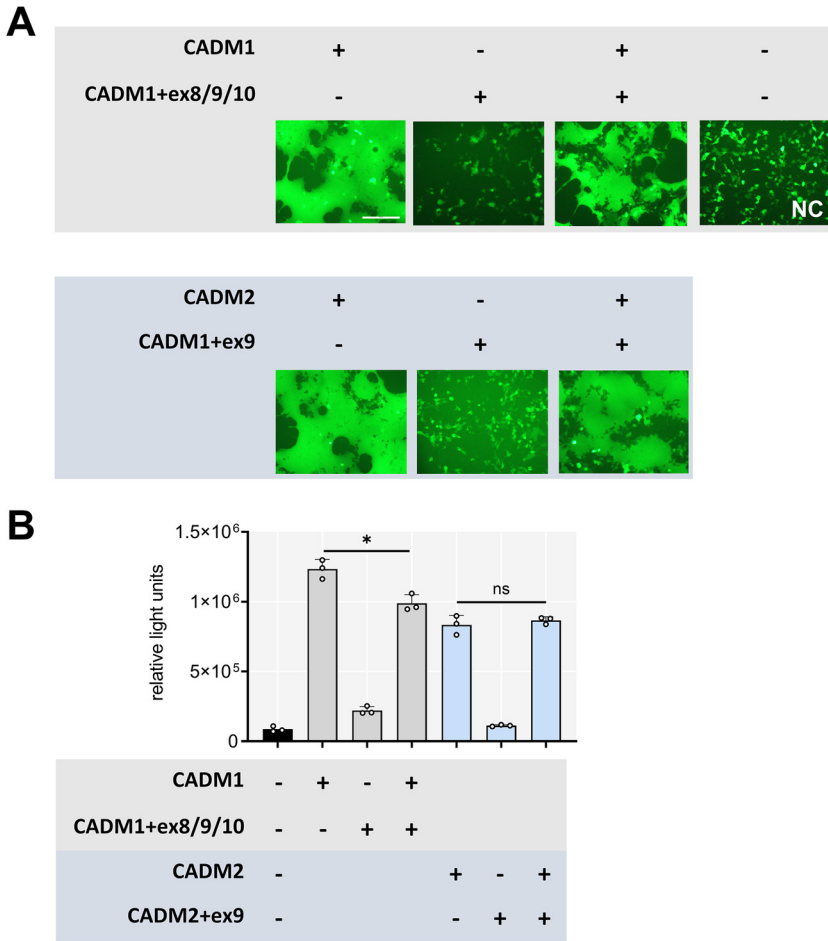 A
CADM1 + - + -
CADM1+ex8/9/10 - + + -
NC
CADM2 + - +
CADM1+ex9 - + +
B
relative light units
1.5×10⁶
1×10⁶
5×10⁵
0
*
ns
CADM1 - + - +
CADM1+ex8/9/10 - - + +
CADM2 - + - +
CADM2+ex9 - - + +